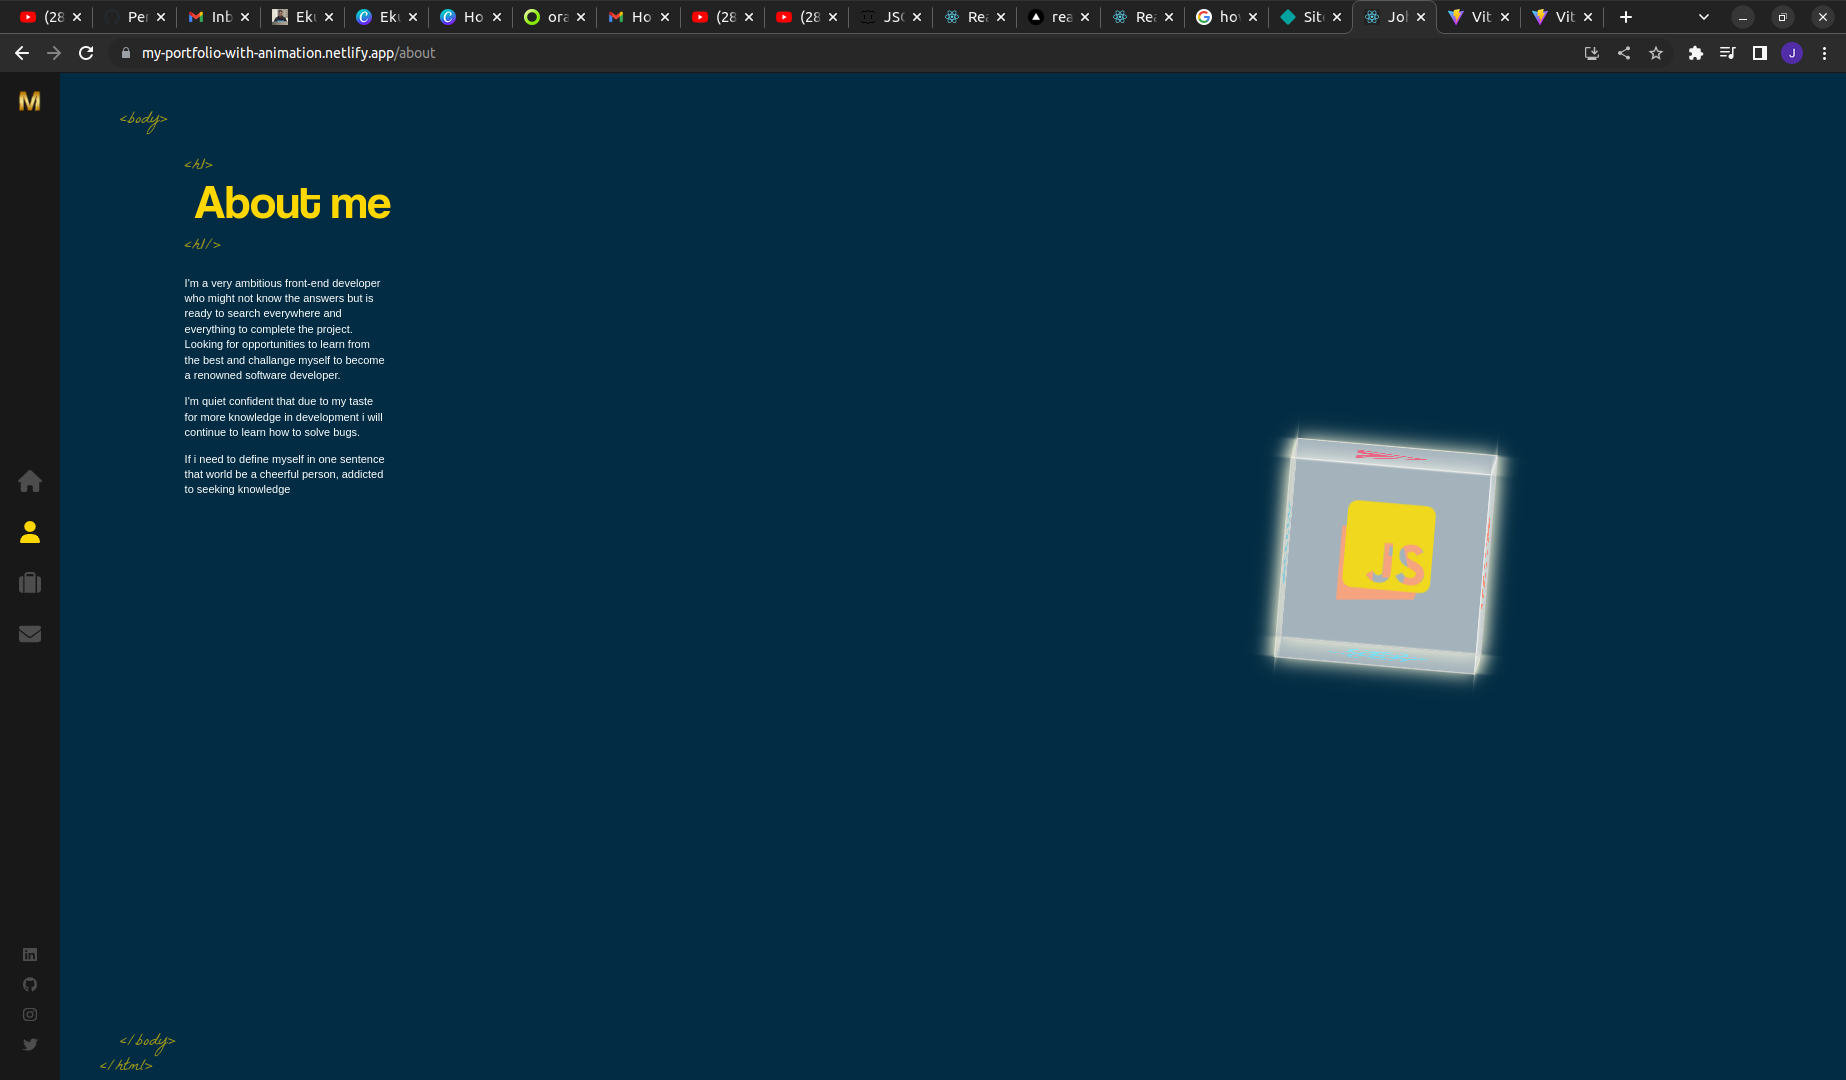 (28
Per
Inb
Eku
Eku
Ho
ora
Ho
(28
(28
JSO
Rea
rea
Rea
hov
Site
Joh
Vit
Vit
my-portfolio-with-animation.netlify.app/about
J
M
<body>
<h1>
About me
<h1/>
I'm a very ambitious front-end developer
who might not know the answers but is
ready to search everywhere and
everything to complete the project.
Looking for opportunities to learn from
the best and challange myself to become
a renowned software developer.
I'm quiet confident that due to my taste
for more knowledge in development i will
continue to learn how to solve bugs.
If i need to define myself in one sentence
that world be a cheerful person, addicted
to seeking knowledge
JS
</body>
</html>